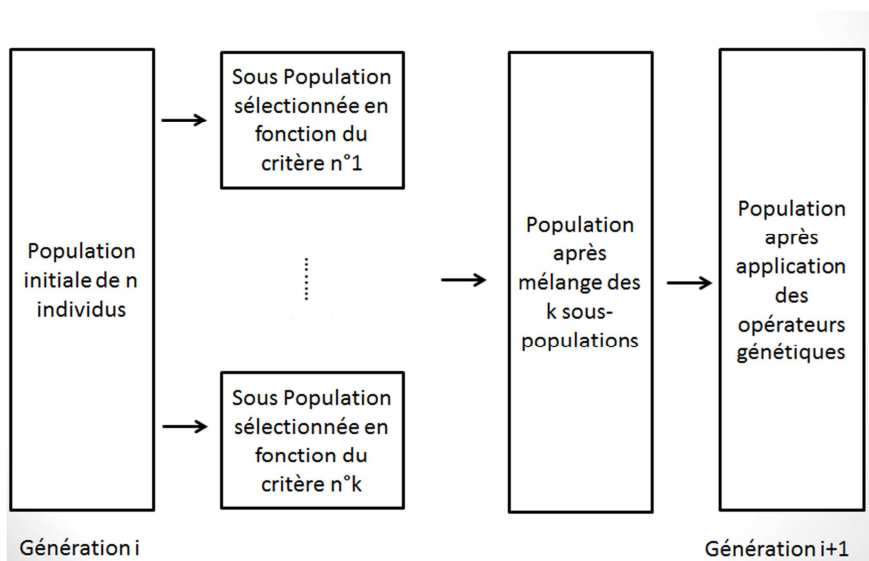 Population
initiale de n
individus
Sous Population
sélectionnée en
fonction du
critère n°1
Sous Population
sélectionnée en
fonction du
critère n°k
Population
après
mélange des
k sous-
populations
Population
après
application
des
opérateurs
génétiques
Génération i
Génération i+1